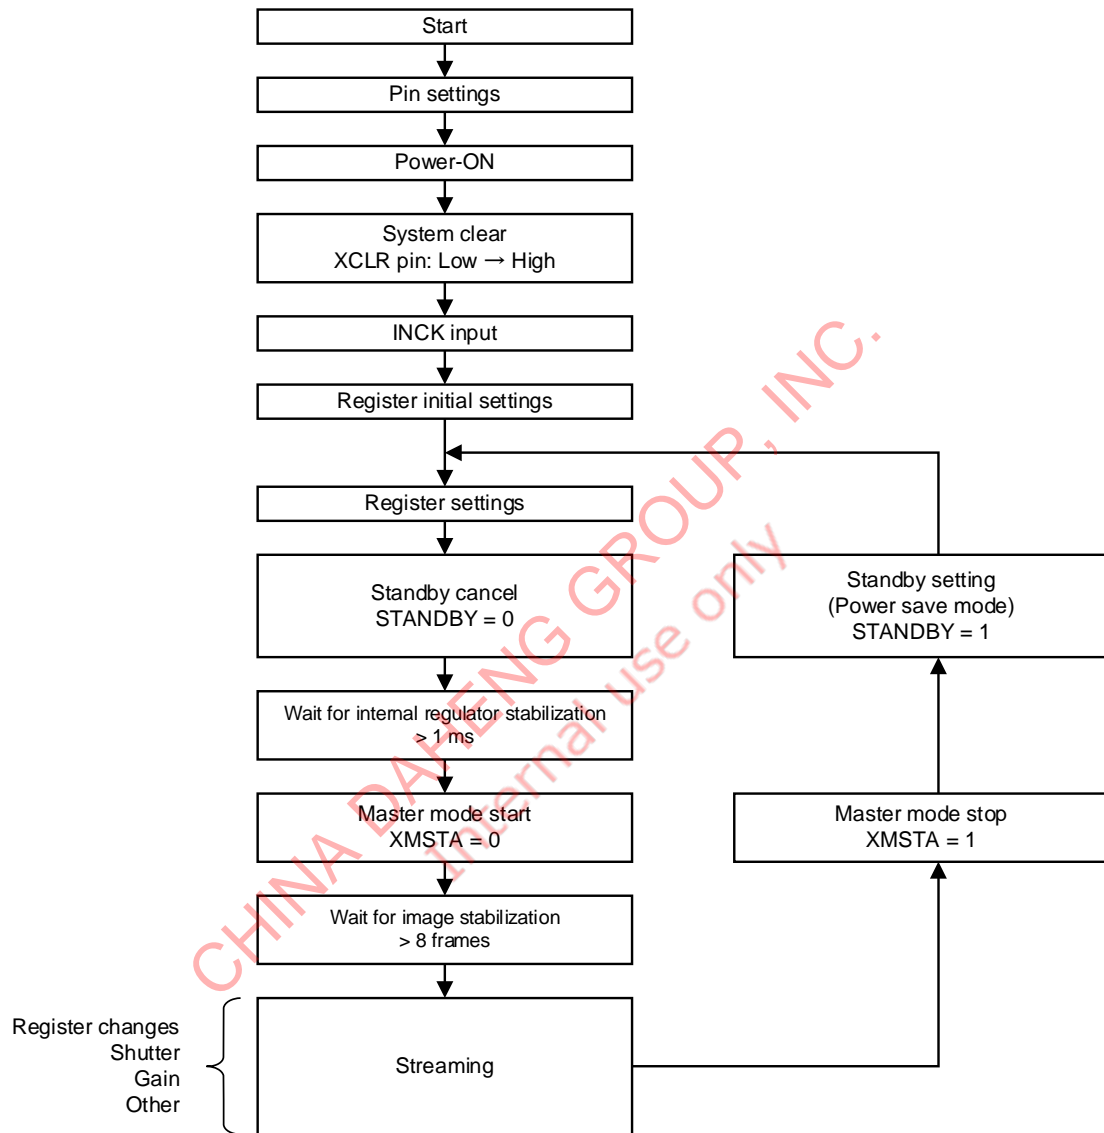 Start
Pin settings
Power-ON
System clear
XCLR pin: Low → High
INCK input
Register initial settings
Register settings
Standby cancel
STANDBY = 0
Standby setting
(Power save mode)
STANDBY = 1
Wait for internal regulator stabilization
> 1 ms
Master mode start
XMSTA = 0
Master mode stop
XMSTA = 1
Wait for image stabilization
> 8 frames
Register changes
Shutter
Gain
Other
Streaming
CHINA DAHENG GROUP, INC.
Internal use only